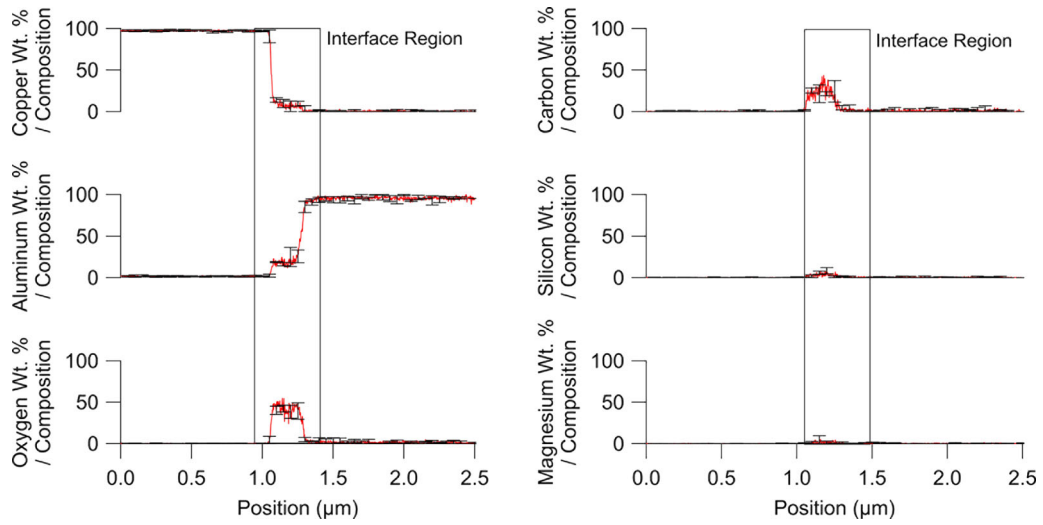 Copper Wt. %
/ Composition
100
50
0
Interface Region
Aluminum Wt. %
/ Composition
100
50
0
Oxygen Wt. %
/ Composition
100
50
0
0.0 0.5 1.0 1.5 2.0 2.5
Position (µm)
Carbon Wt. %
/ Composition
100
50
0
Interface Region
Silicon Wt. %
/ Composition
100
50
0
Magnesium Wt. %
/ Composition
100
50
0
0.0 0.5 1.0 1.5 2.0 2.5
Position (µm)